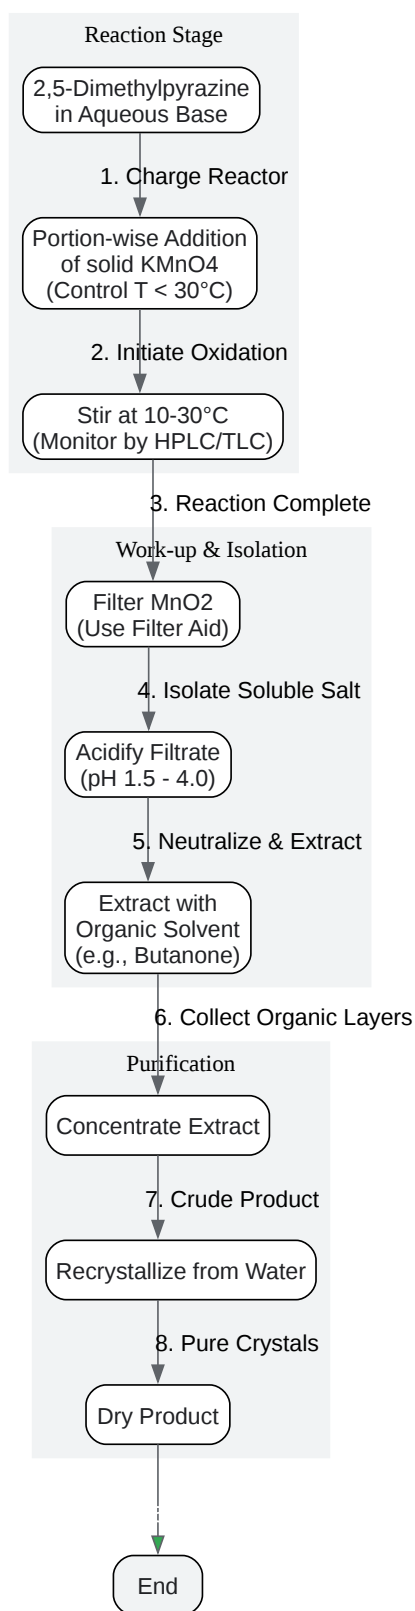 Reaction Stage
2,5-Dimethylpyrazine
in Aqueous Base
1. Charge Reactor
Portion-wise Addition
of solid KMnO4
(Control T < 30°C)
2. Initiate Oxidation
Stir at 10-30°C
(Monitor by HPLC/TLC)
3. Reaction Complete
Work-up & Isolation
Filter MnO2
(Use Filter Aid)
4. Isolate Soluble Salt
Acidify Filtrate
(pH 1.5 - 4.0)
5. Neutralize & Extract
Extract with
Organic Solvent
(e.g., Butanone)
6. Collect Organic Layers
Purification
Concentrate Extract
7. Crude Product
Recrystallize from Water
8. Pure Crystals
Dry Product
End